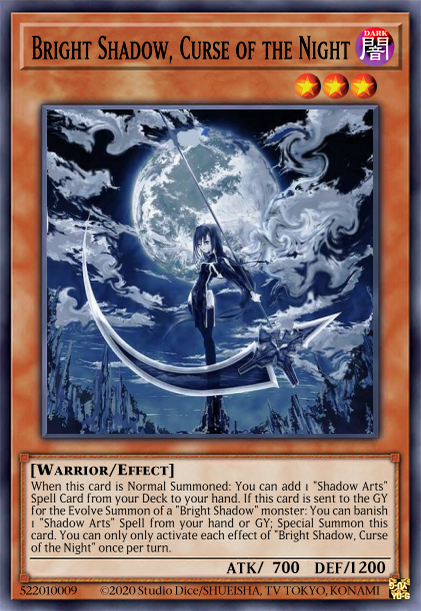 Bright Shadow, Curse of the Night
DARK
闇
[Warrior/Effect]
When this card is Normal Summoned: You can add 1 "Shadow Arts"
Spell Card from your Deck to your hand. If this card is sent to the GY
for the Evolve Summon of a "Bright Shadow" monster: You can banish
1 "Shadow Arts" Spell from your hand or GY; Special Summon this
card. You can only only activate each effect of "Bright Shadow, Curse
of the Night" once per turn.
ATK/ 700 DEF/1200
522010009 ©2020 Studio Dice/SHUEISHA, TV TOKYO, KONAMI